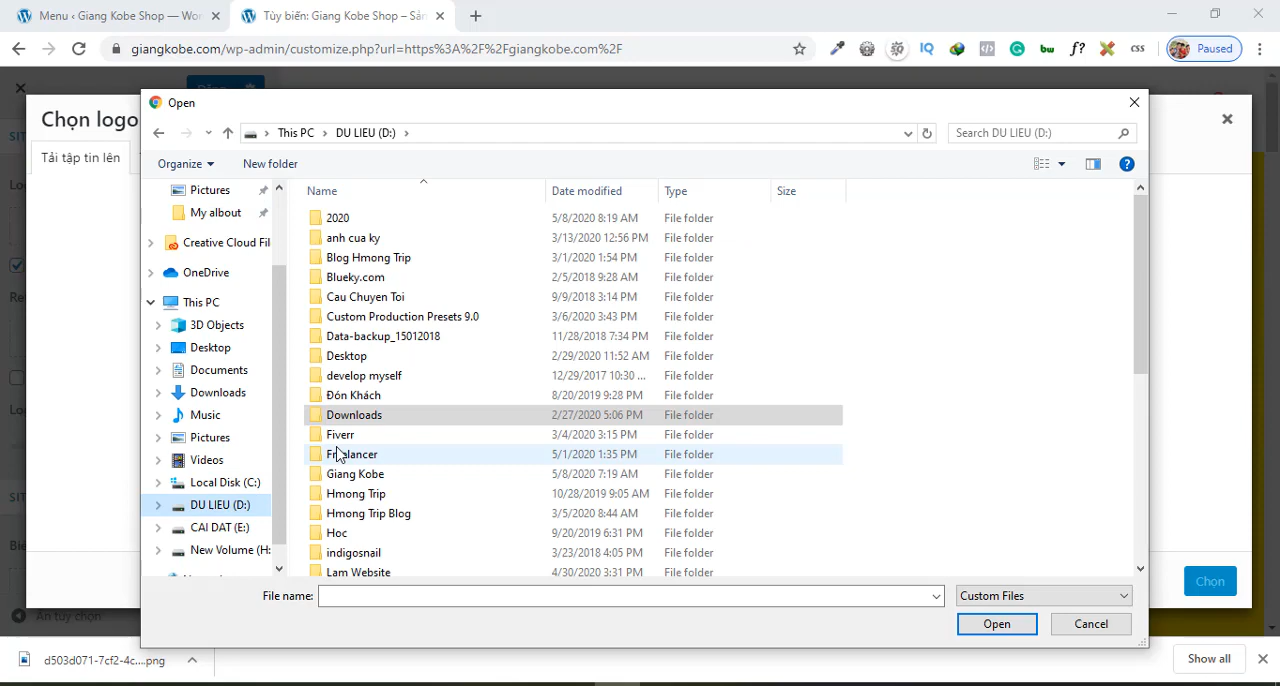 Menu ‹ Giang Kobe Shop — Wor
Tùy biến: Giang Kobe Shop – Sản
giangkobe.com/wp-admin/customize.php?url=https%3A%2F%2Fgiangkobe.com%2F
IQ
bw
f?
css
Paused
Chọn logo
Tải tập tin lên
Open
This PC
DU LIEU (D:)
Search DU LIEU (D:)
Organize
New folder
Name
Date modified
Type
Size
Pictures
My albout
Creative Cloud Fil
OneDrive
This PC
3D Objects
Desktop
Documents
Downloads
Music
Pictures
Videos
Local Disk (C:)
DU LIEU (D:)
CAI DAT (E:)
New Volume (H:
2020 5/8/2020 8:19 AM File folder
anh cua ky 3/13/2020 12:56 PM File folder
Blog Hmong Trip 3/1/2020 1:54 PM File folder
Blueky.com 2/5/2018 9:28 AM File folder
Cau Chuyen Toi 9/9/2018 3:14 PM File folder
Custom Production Presets 9.0 3/6/2020 3:43 PM File folder
Data-backup_15012018 11/28/2018 7:34 PM File folder
Desktop 2/29/2020 11:52 AM File folder
develop myself 12/29/2017 10:30 ... File folder
Đón Khách 8/20/2019 9:28 PM File folder
Downloads 2/27/2020 5:06 PM File folder
Fiverr 3/4/2020 3:15 PM File folder
Freelancer 5/1/2020 1:35 PM File folder
Giang Kobe 5/8/2020 7:19 AM File folder
Hmong Trip 10/28/2019 9:05 AM File folder
Hmong Trip Blog 3/5/2020 8:44 AM File folder
Hoc 9/20/2019 6:31 PM File folder
indigosnail 3/23/2018 4:05 PM File folder
Lam Website 4/30/2020 3:31 PM File folder
File name:
Custom Files
Open
Cancel
Chọn
Ẩn tùy chọn
d503d071-7cf2-4c....png
Show all